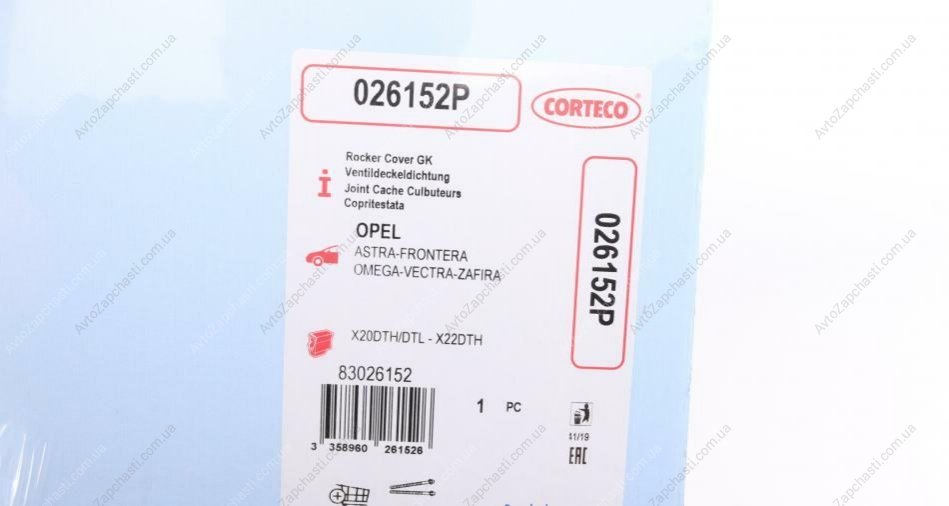 026152P
CORTECO
Rocker Cover GK
Ventildeckeldichtung
Joint Cache Culbuteurs
Copritestata
OPEL
ASTRA-FRONTERA
OMEGA-VECTRA-ZAFIRA
026152P
X20DTH/DTL - X22DTH
83026152
1 PC
11/19
3 358960 261526
EAC
AvtoZapchasti.com.ua